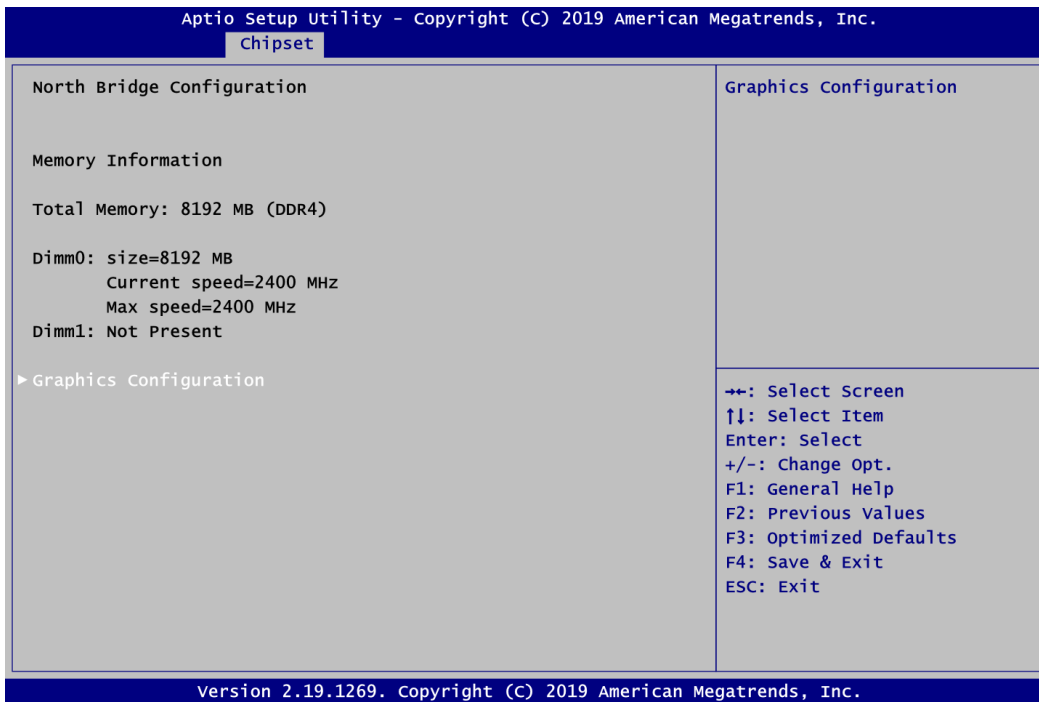 Aptio Setup Utility - Copyright (C) 2019 American Megatrends, Inc.
Chipset
North Bridge Configuration
Memory Information
Total Memory: 8192 MB (DDR4)
Dimm0: size=8192 MB
Current speed=2400 MHz
Max speed=2400 MHz
Dimm1: Not Present
►Graphics Configuration
Graphics Configuration
→←: Select Screen
↑↓: Select Item
Enter: Select
+/-: Change Opt.
F1: General Help
F2: Previous Values
F3: Optimized Defaults
F4: Save & Exit
ESC: Exit
Version 2.19.1269. Copyright (C) 2019 American Megatrends, Inc.